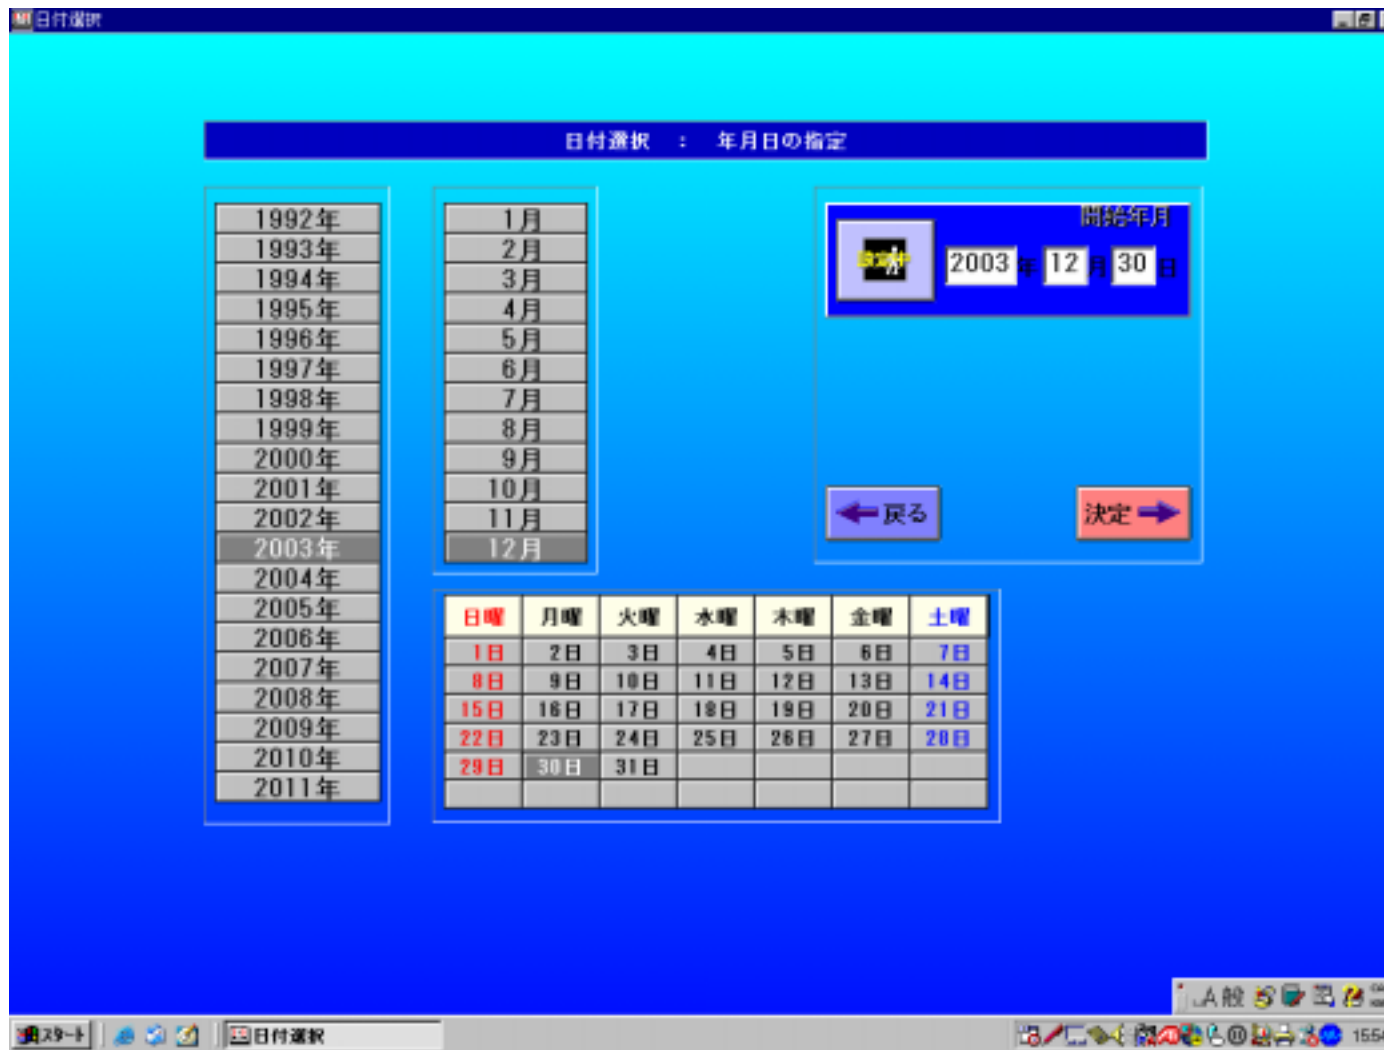 日付選択
日付選択 : 年月日の指定
1992年
1993年
1994年
1995年
1996年
1997年
1998年
1999年
2000年
2001年
2002年
2003年
2004年
2005年
2006年
2007年
2008年
2009年
2010年
2011年
1月
2月
3月
4月
5月
6月
7月
8月
9月
10月
11月
12月
開始年月
設定中
2003 年 12 月 30 日
戻る
決定
日曜 月曜 火曜 水曜 木曜 金曜 土曜
1日 2日 3日 4日 5日 6日 7日
8日 9日 10日 11日 12日 13日 14日
15日 16日 17日 18日 19日 20日 21日
22日 23日 24日 25日 26日 27日 28日
29日 30日 31日
A 般
スタート 日付選択 15:54